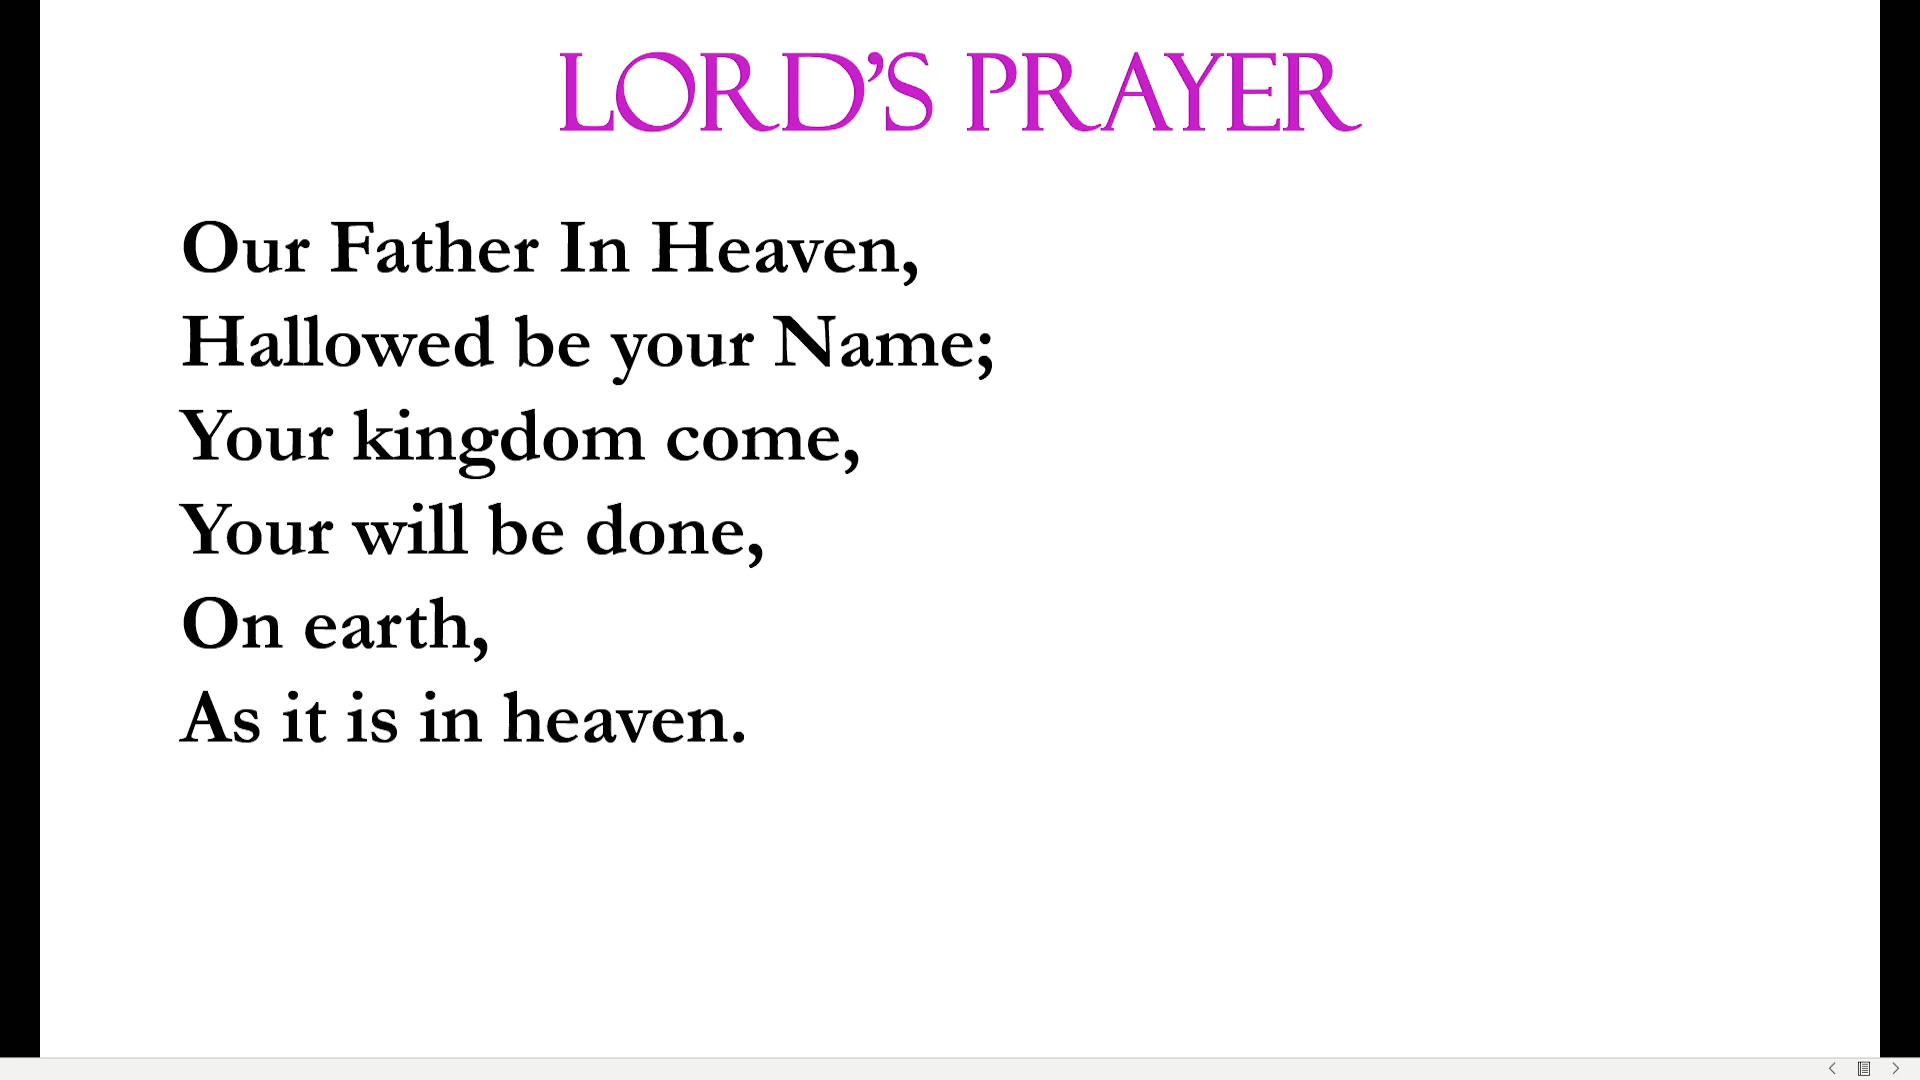 LORD’S PRAYER
Our Father In Heaven,
Hallowed be your Name;
Your kingdom come,
Your will be done,
On earth,
As it is in heaven.